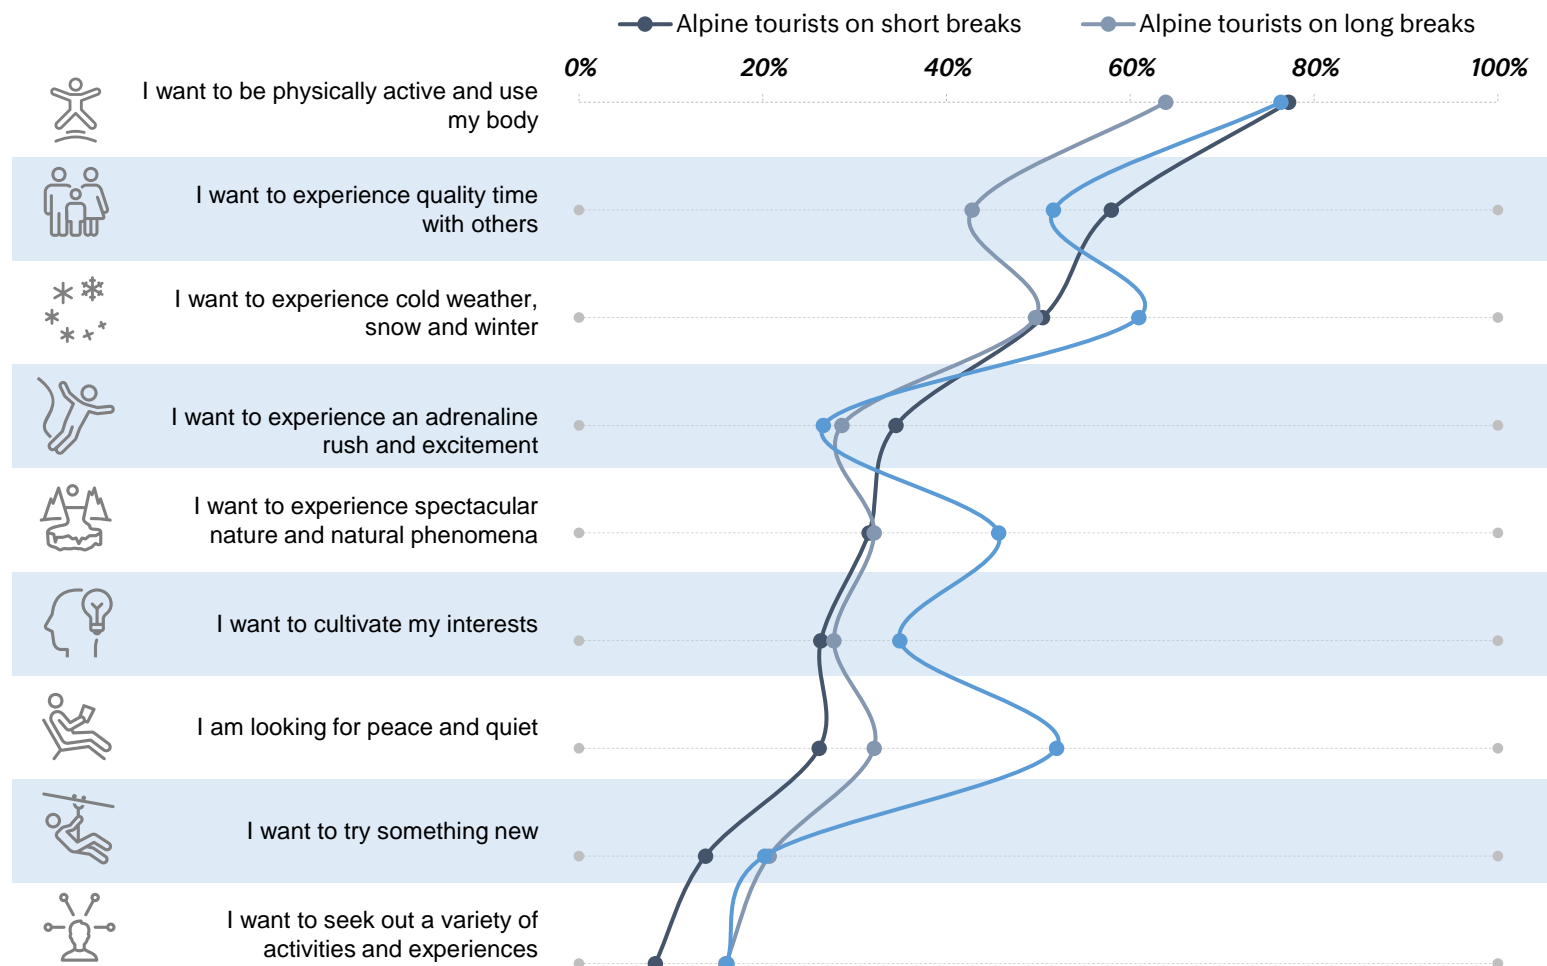 Alpine tourists on short breaks
Alpine tourists on long breaks
0%
20%
40%
60%
80%
100%
I want to be physically active and use
my body
I want to experience quality time
with others
I want to experience cold weather,
snow and winter
I want to experience an adrenaline
rush and excitement
I want to experience spectacular
nature and natural phenomena
I want to cultivate my interests
I am looking for peace and quiet
I want to try something new
I want to seek out a variety of
activities and experiences